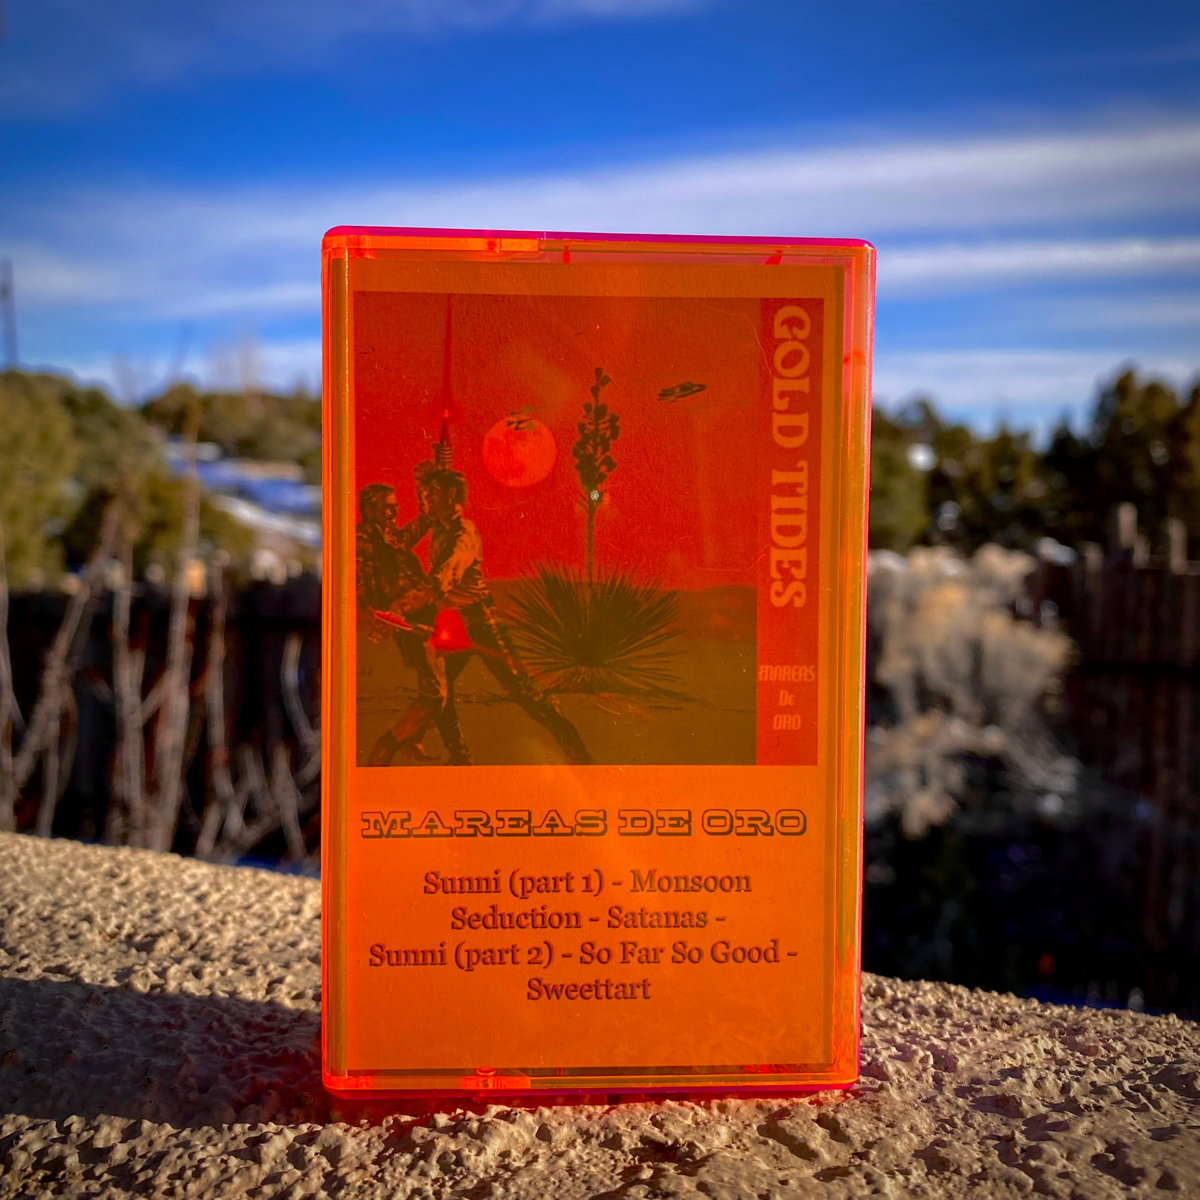 GOLD TIDES
MAREAS
De
ORO
MAREAS DE ORO
Sunni (part 1) - Monsoon
Seduction - Satanas -
Sunni (part 2) - So Far So Good -
Sweettart